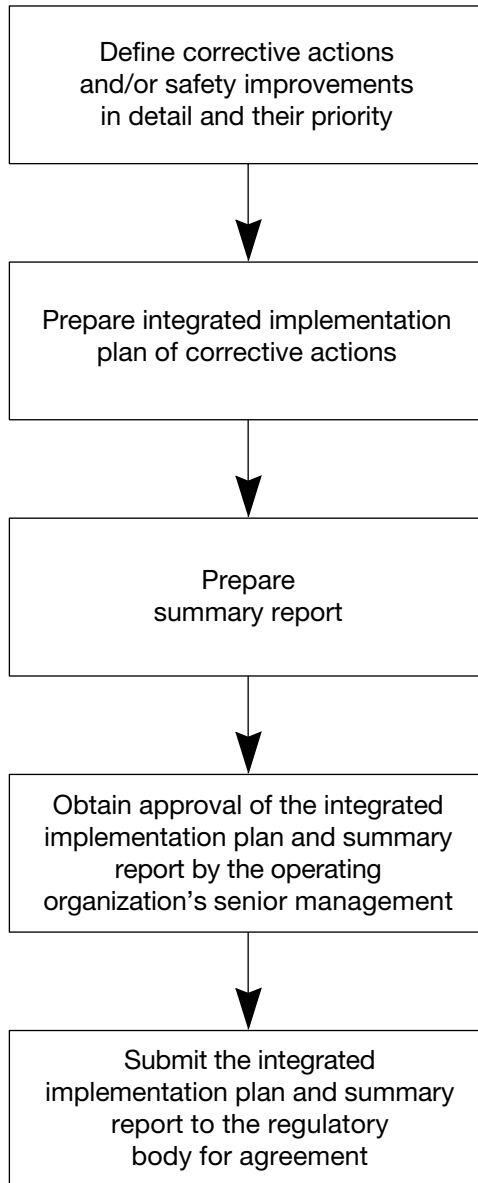 Define corrective actions
and/or safety improvements
in detail and their priority
Prepare integrated implementation
plan of corrective actions
Prepare
summary report
Obtain approval of the integrated
implementation plan and summary
report by the operating
organization’s senior management
Submit the integrated
implementation plan and summary
report to the regulatory
body for agreement